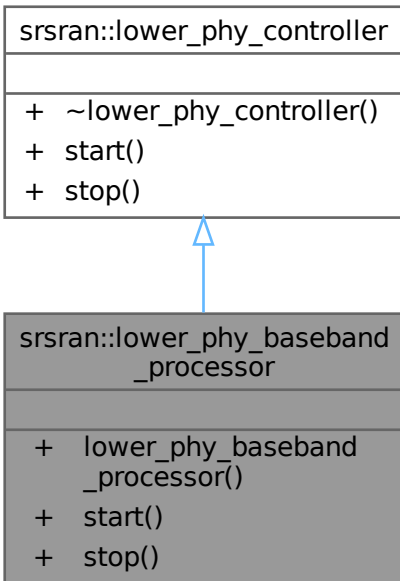 srsran::lower_phy_controller
+ ~lower_phy_controller()
+ start()
+ stop()
srsran::lower_phy_baseband
_processor
+ lower_phy_baseband
_processor()
+ start()
+ stop()